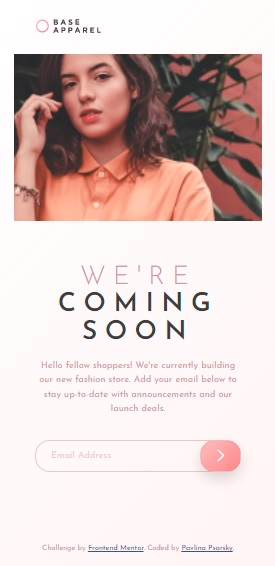 BASE
APPAREL
WE'RE
COMING
SOON
Hello fellow shoppers! We're currently building
our new fashion store. Add your email below to
stay up-to-date with announcements and our
launch deals.
Email Address
Challenge by Frontend Mentor. Coded by Pavlina Psarsky.